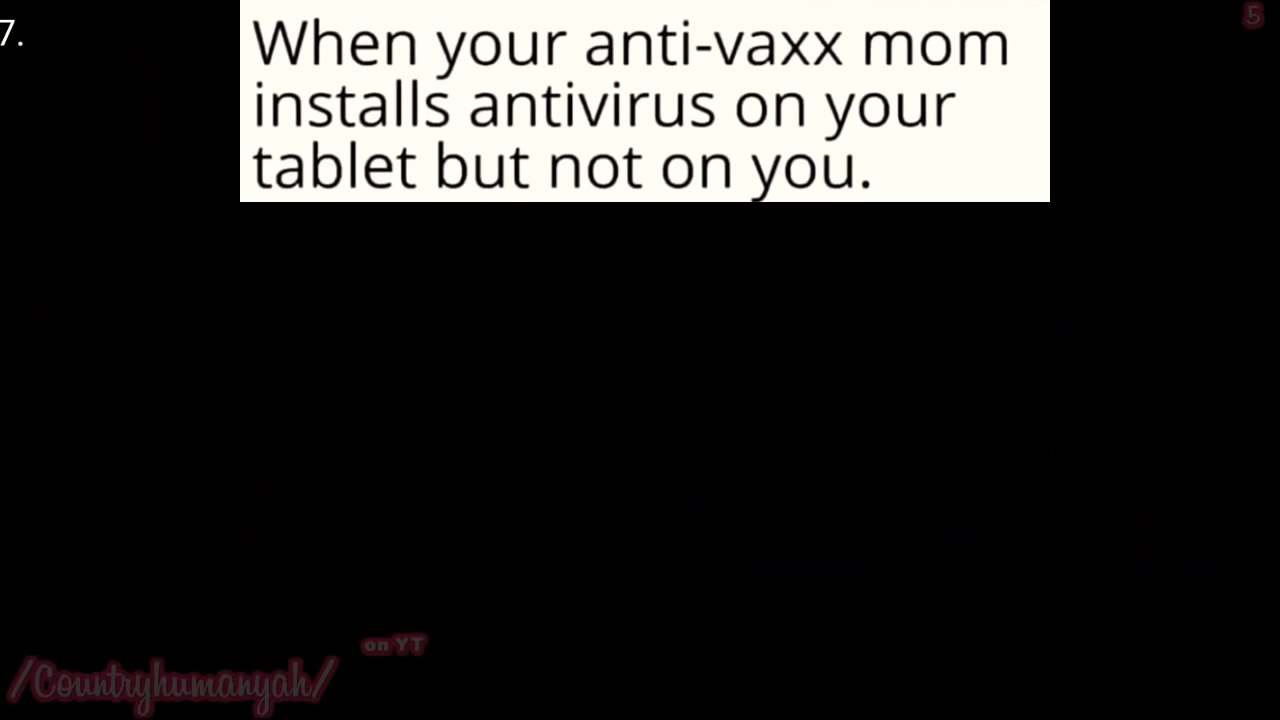 7.
5
When your anti-vaxx mom
installs antivirus on your
tablet but not on you.
on YT
/Countryhumanyah/